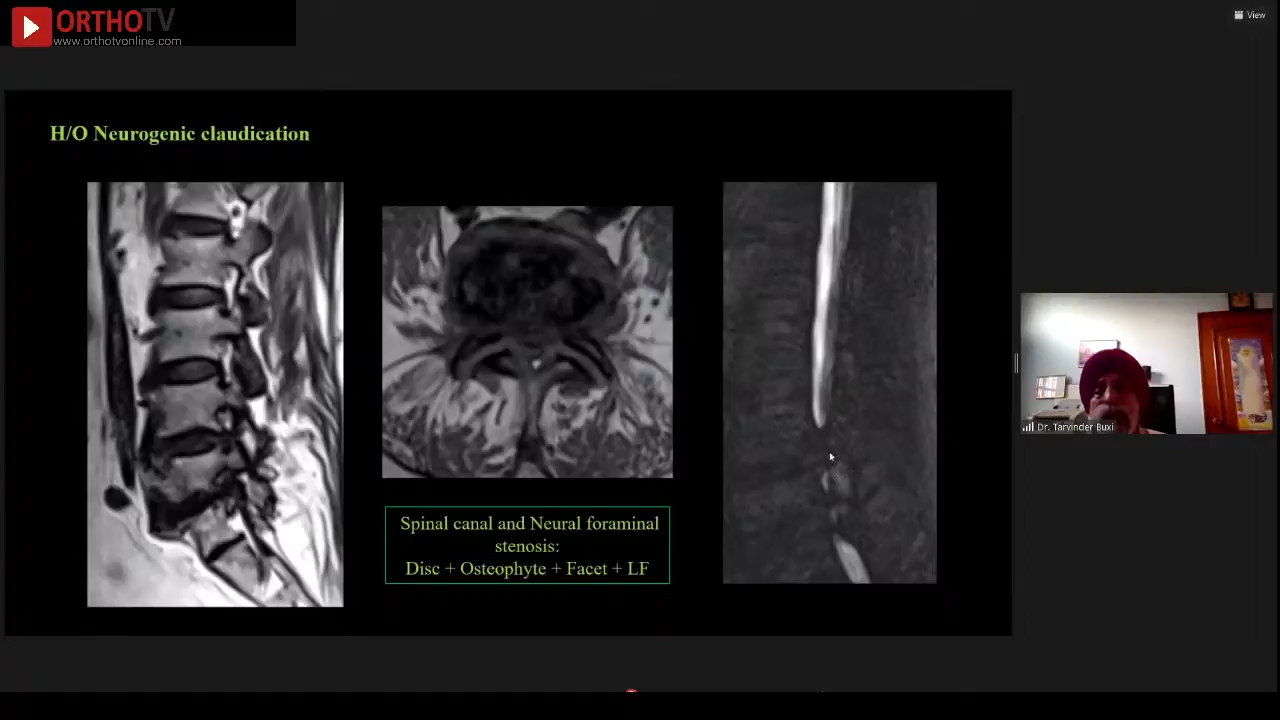 ORTHOTV
www.orthotvonline.com
View
H/O Neurogenic claudication
Spinal canal and Neural foraminal
stenosis:
Disc + Osteophyte + Facet + LF
Dr. Tarvinder Buxi